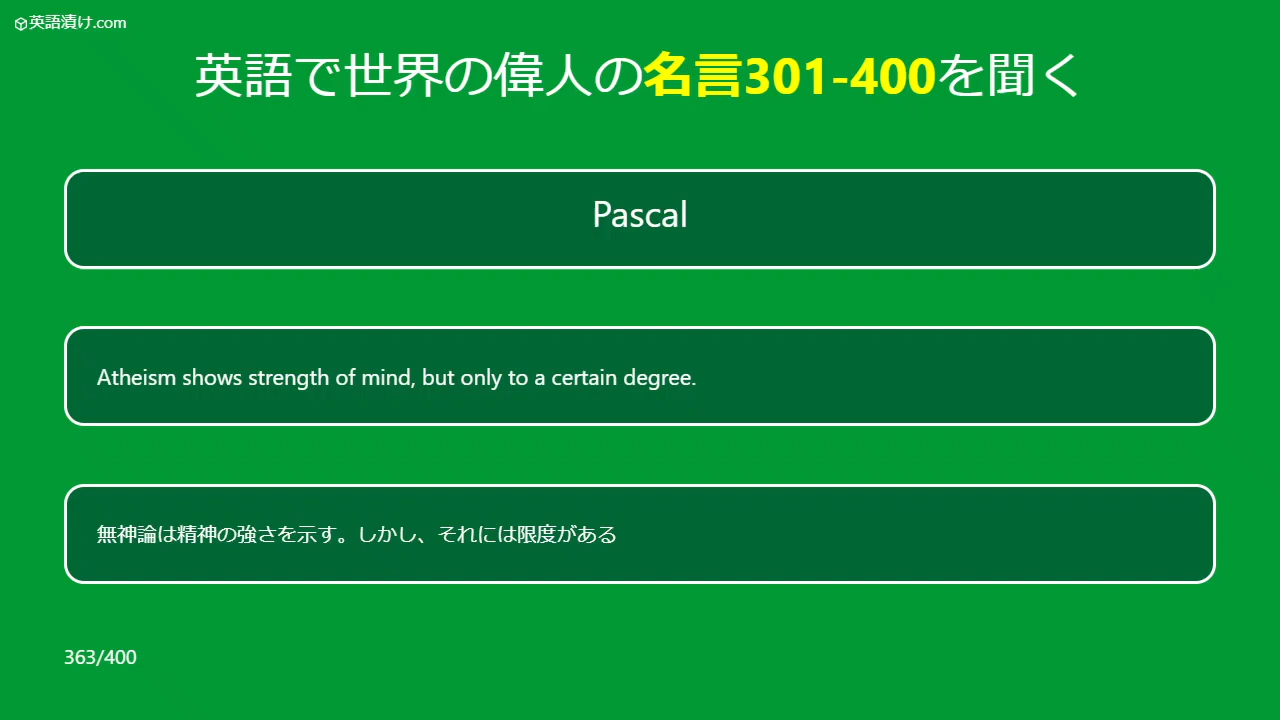 英語漬け.com
英語で世界の偉人の名言301-400を聞く
Pascal
Atheism shows strength of mind, but only to a certain degree.
無神論は精神の強さを示す。しかし、それには限度がある
363/400